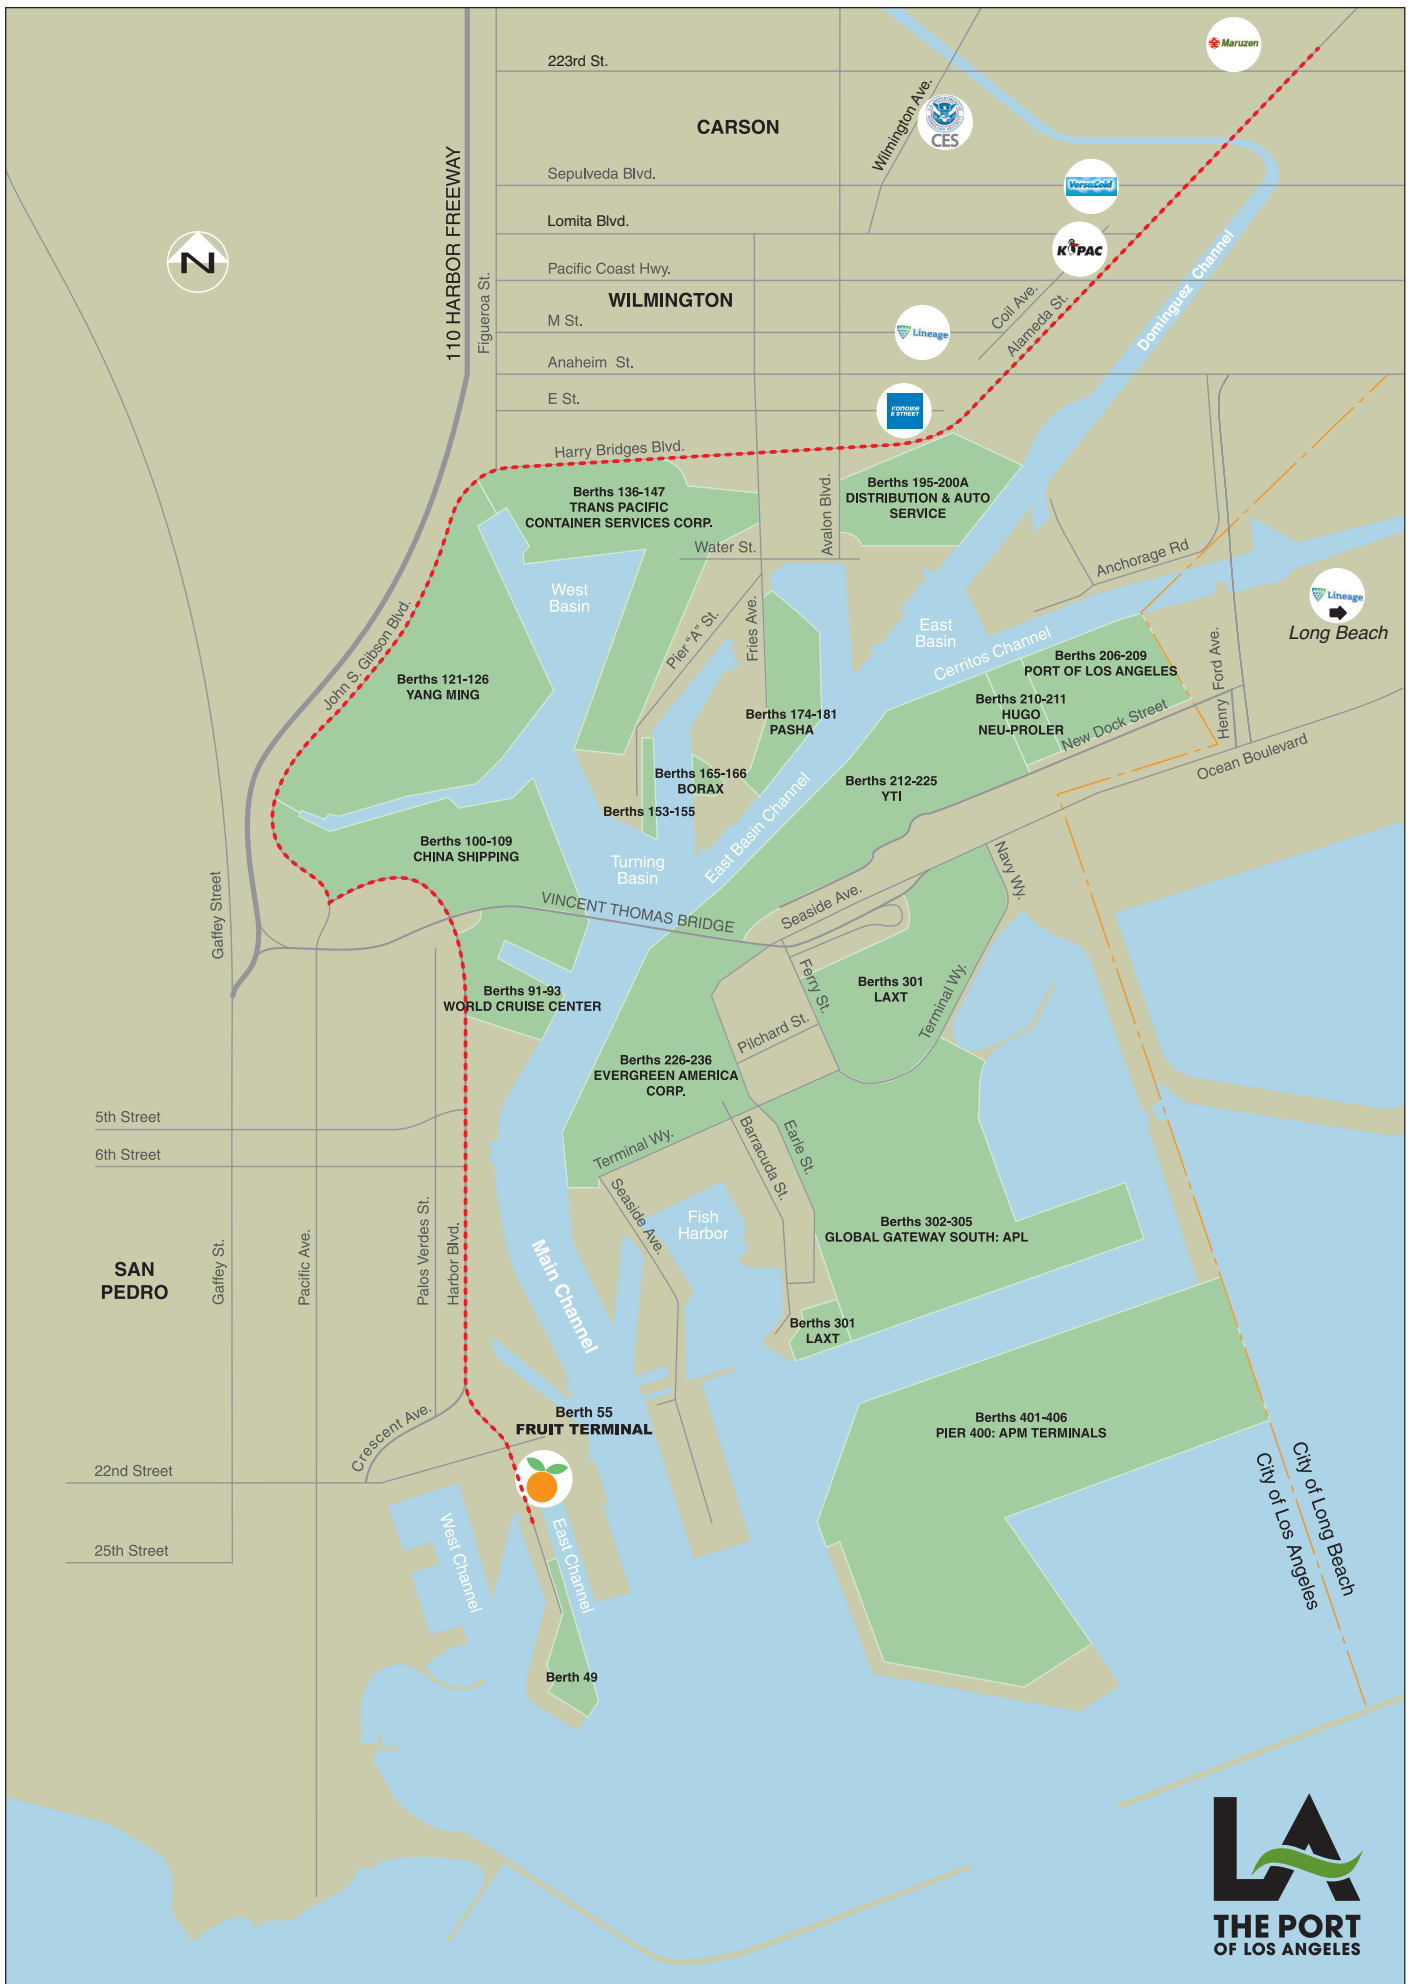 Maruzen
223rd St.
CARSON
Wilmington Ave.
CES
Sepulveda Blvd.
VersaCold
110 HARBOR FREEWAY
Lomita Blvd.
KOPAC
Dominguez Channel
N
Pacific Coast Hwy.
Figueroa St.
WILMINGTON
Coil Ave.
Alameda St.
M St.
Lineage
Anaheim St.
E St.
KONOIKE
E STREET
Harry Bridges Blvd.
Berths 136-147
TRANS PACIFIC
CONTAINER SERVICES CORP.
Berths 195-200A
DISTRIBUTION & AUTO
SERVICE
Avalon Blvd.
Water St.
Anchorage Rd
West
Basin
Lineage
Long Beach
John S. Gibson Blvd.
Pier "A" St.
Fries Ave.
East
Basin
Cerritos Channel
Berths 206-209
PORT OF LOS ANGELES
Henry Ford Ave.
Berths 121-126
YANG MING
Berths 210-211
HUGO
NEU-PROLER
New Dock Street
Berths 174-181
PASHA
Ocean Boulevard
Berths 165-166
BORAX
Berths 212-225
YTI
Berths 153-155
East Basin Channel
Berths 100-109
CHINA SHIPPING
Turning
Basin
Navy Wy.
Gaffey Street
VINCENT THOMAS BRIDGE
Seaside Ave.
Ferry St.
Berths 301
LAXT
Terminal Wy.
Berths 91-93
WORLD CRUISE CENTER
Pilchard St.
Berths 226-236
EVERGREEN AMERICA
CORP.
5th Street
6th Street
Terminal Wy.
Barracuda St.
Earle St.
Seaside Ave.
Fish
Harbor
Berths 302-305
GLOBAL GATEWAY SOUTH: APL
SAN
PEDRO
Gaffey St.
Pacific Ave.
Palos Verdes St.
Harbor Blvd.
Main Channel
Berths 301
LAXT
Berth 55
FRUIT TERMINAL
Berths 401-406
PIER 400: APM TERMINALS
Crescent Ave.
22nd Street
City of Long Beach
City of Los Angeles
West Channel
East Channel
25th Street
Berth 49
LA
THE PORT
OF LOS ANGELES